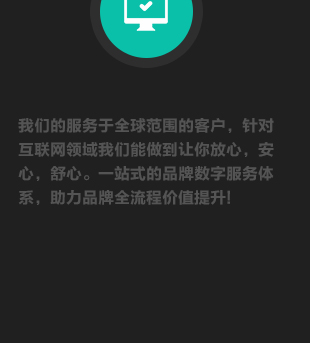 我们的服务于全球范围的客户，针对
互联网领域我们能做到让你放心，安
心，舒心。一站式的品牌数字服务体
系，助力品牌全流程价值提升!